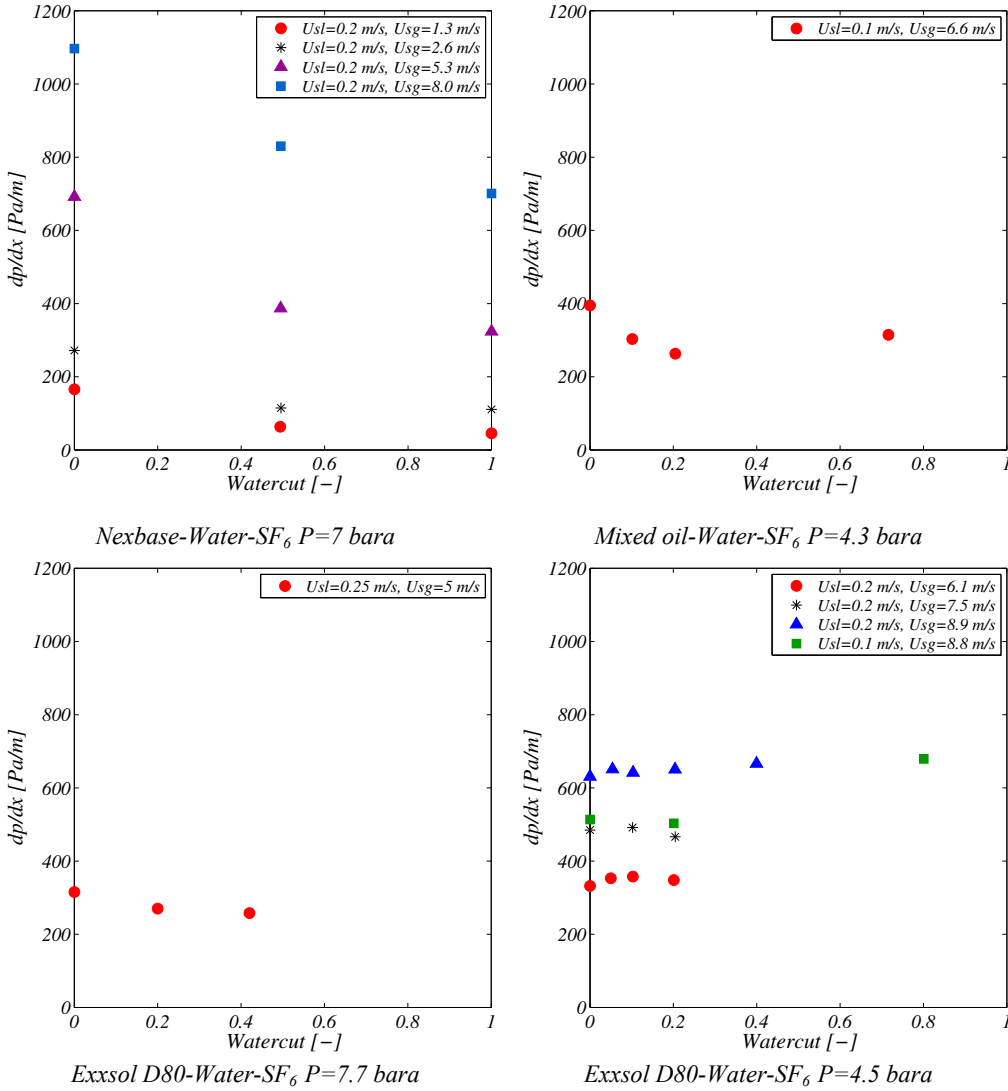 Usl=0.2 m/s, Usg=1.3 m/s
Usl=0.2 m/s, Usg=2.6 m/s
Usl=0.2 m/s, Usg=5.3 m/s
Usl=0.2 m/s, Usg=8.0 m/s
1200
1000
800
600
400
200
0
dp/dx [Pa/m]
0 0.2 0.4 0.6 0.8 1
Watercut [−]
Nexbase-Water-SF₆ P=7 bara
Usl=0.1 m/s, Usg=6.6 m/s
1200
1000
800
600
400
200
0
dp/dx [Pa/m]
0 0.2 0.4 0.6 0.8 1
Watercut [−]
Mixed oil-Water-SF₆ P=4.3 bara
Usl=0.25 m/s, Usg=5 m/s
1200
1000
800
600
400
200
0
dp/dx [Pa/m]
0 0.2 0.4 0.6 0.8 1
Watercut [−]
Exxsol D80-Water-SF₆ P=7.7 bara
Usl=0.2 m/s, Usg=6.1 m/s
Usl=0.2 m/s, Usg=7.5 m/s
Usl=0.2 m/s, Usg=8.9 m/s
Usl=0.1 m/s, Usg=8.8 m/s
1200
1000
800
600
400
200
0
dp/dx [Pa/m]
0 0.2 0.4 0.6 0.8 1
Watercut [−]
Exxsol D80-Water-SF₆ P=4.5 bara